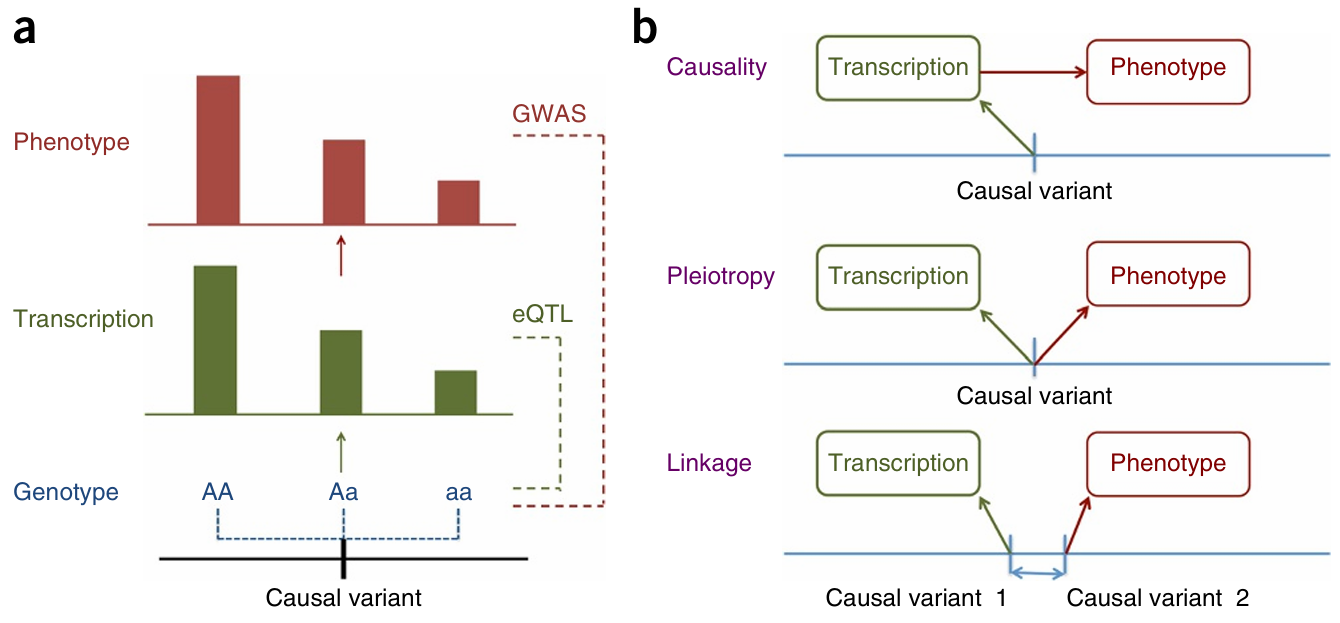 a
Phenotype
GWAS
Transcription
eQTL
Genotype
AA Aa aa
Causal variant
b
Causality
Transcription
Phenotype
Causal variant
Pleiotropy
Transcription
Phenotype
Causal variant
Linkage
Transcription
Phenotype
Causal variant 1
Causal variant 2